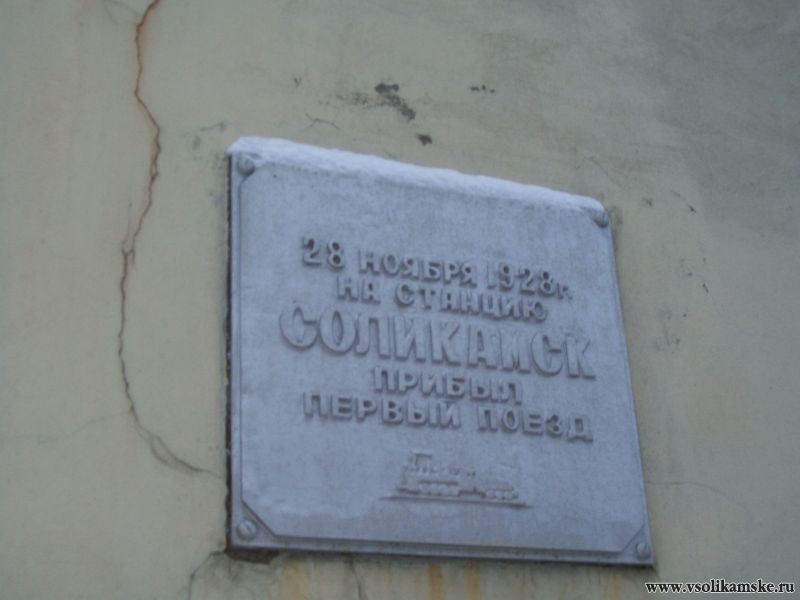 28 НОЯБРЯ 1928г.
НА СТАНЦИЮ
СОЛИКАМСК
ПРИБЫЛ
ПЕРВЫЙ ПОЕЗД
www.vsolikamske.ru